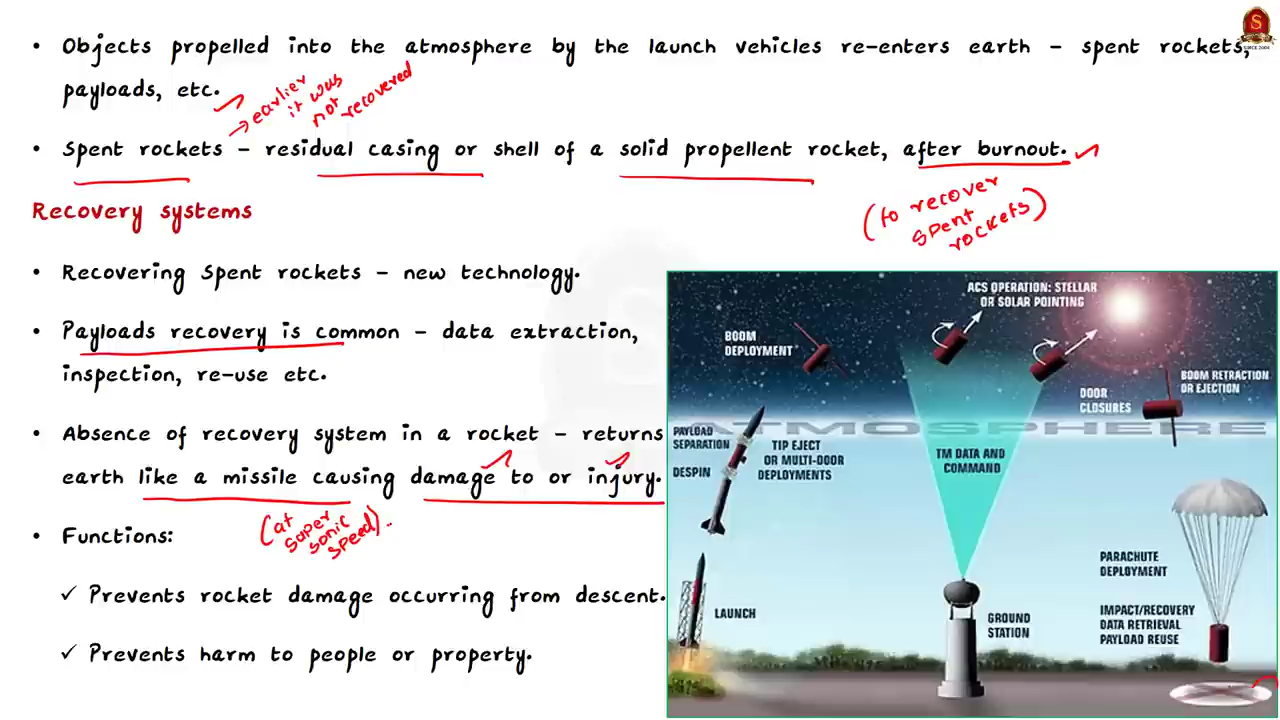 • Objects propelled into the atmosphere by the launch vehicles re-enters earth – spent rockets,
payloads, etc.
→ earlier
it was
not recovered
• Spent rockets – residual casing or shell of a solid propellent rocket, after burnout.
(to recover
spent
rockets)
Recovery systems
• Recovering Spent rockets – new technology.
• Payloads recovery is common – data extraction,
inspection, re-use etc.
• Absence of recovery system in a rocket – returns
earth like a missile causing damage to or injury.
(at
super
sonic
speed).
• Functions:
✓ Prevents rocket damage occurring from descent.
✓ Prevents harm to people or property.
S
SINCE 2004
ACS OPERATION: STELLAR
OR SOLAR POINTING
BOOM
DEPLOYMENT
BOOM RETRACTION
OR EJECTION
DOOR
CLOSURES
ATMOSPHERE
PAYLOAD
SEPARATION
DESPIN
TIP EJECT
OR MULTI-DOOR
DEPLOYMENTS
TM DATA AND
COMMAND
PARACHUTE
DEPLOYMENT
LAUNCH
GROUND
STATION
IMPACT/RECOVERY
DATA RETRIEVAL
PAYLOAD REUSE